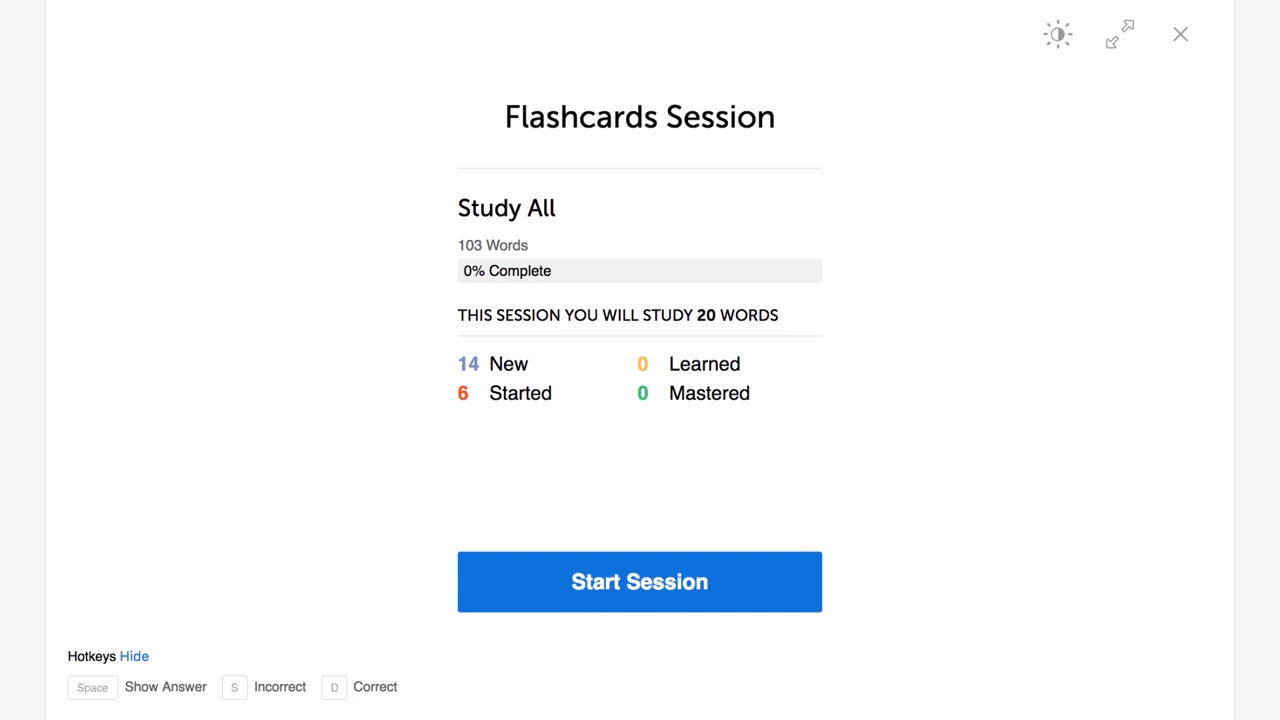 Flashcards Session
Study All
103 Words
0% Complete
THIS SESSION YOU WILL STUDY 20 WORDS
14 New 0 Learned
6 Started 0 Mastered
Start Session
Hotkeys Hide
Space Show Answer S Incorrect D Correct